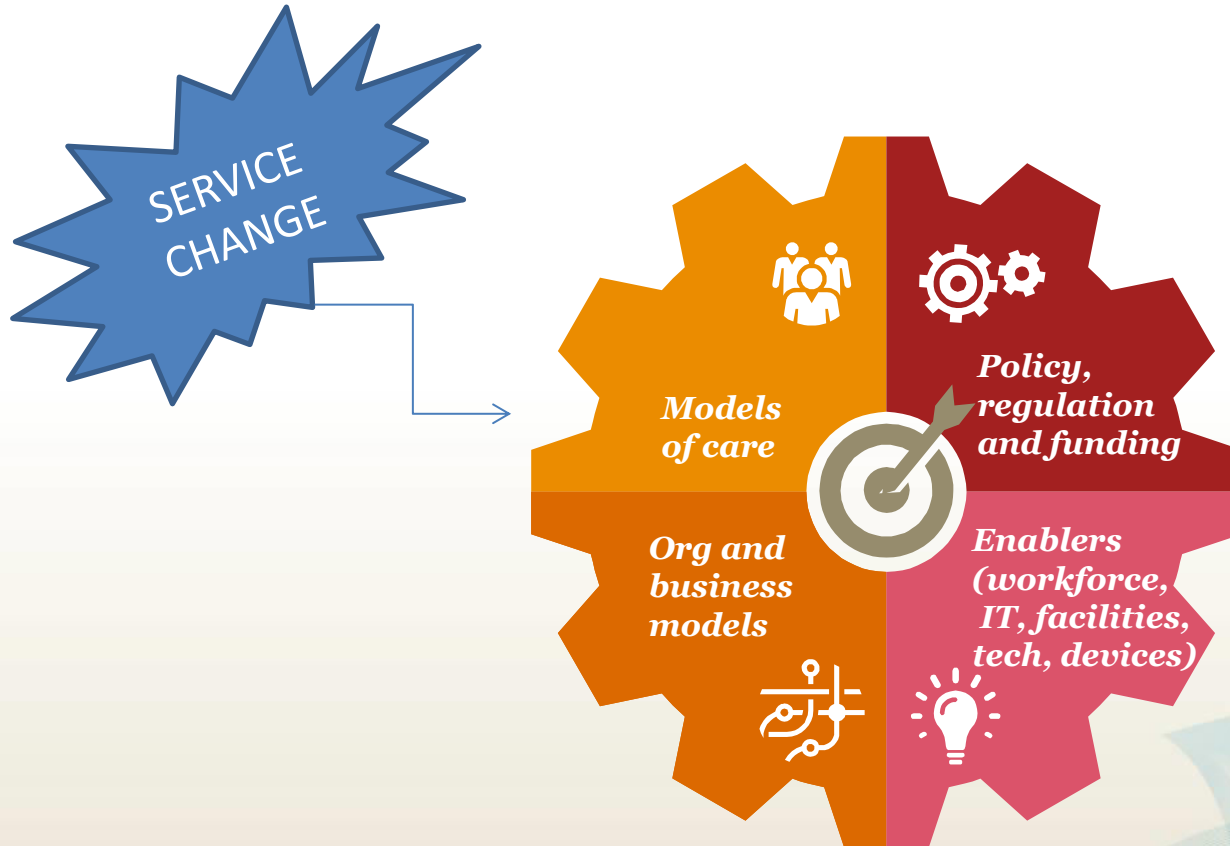 SERVICE
CHANGE
Models
of care
Policy,
regulation
and funding
Org and
business
models
Enablers
(workforce,
IT, facilities,
tech, devices)